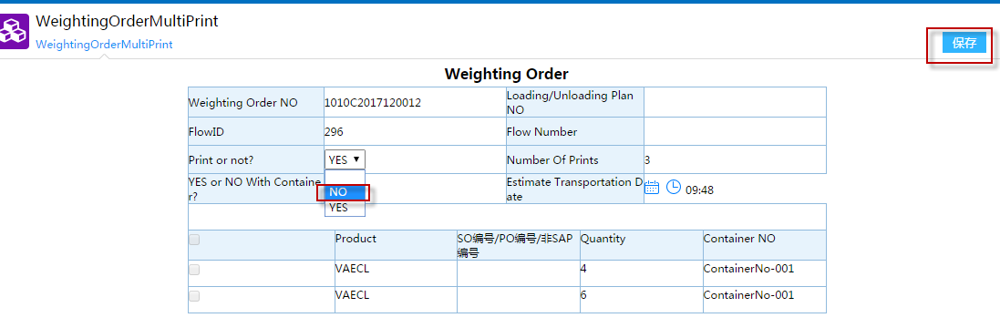 WeightingOrderMultiPrint
WeightingOrderMultiPrint
保存
Weighting Order
Weighting Order NO
1010C2017120012
Loading/Unloading Plan
NO
FlowID
296
Flow Number
Print or not?
YES
Number Of Prints
3
YES or NO With Containe
r?
NO
YES
Estimate Transportation D
ate
09:48
Product
SO编号/PO编号/非SAP
编号
Quantity
Container NO
VAECL
4
ContainerNo-001
VAECL
6
ContainerNo-001